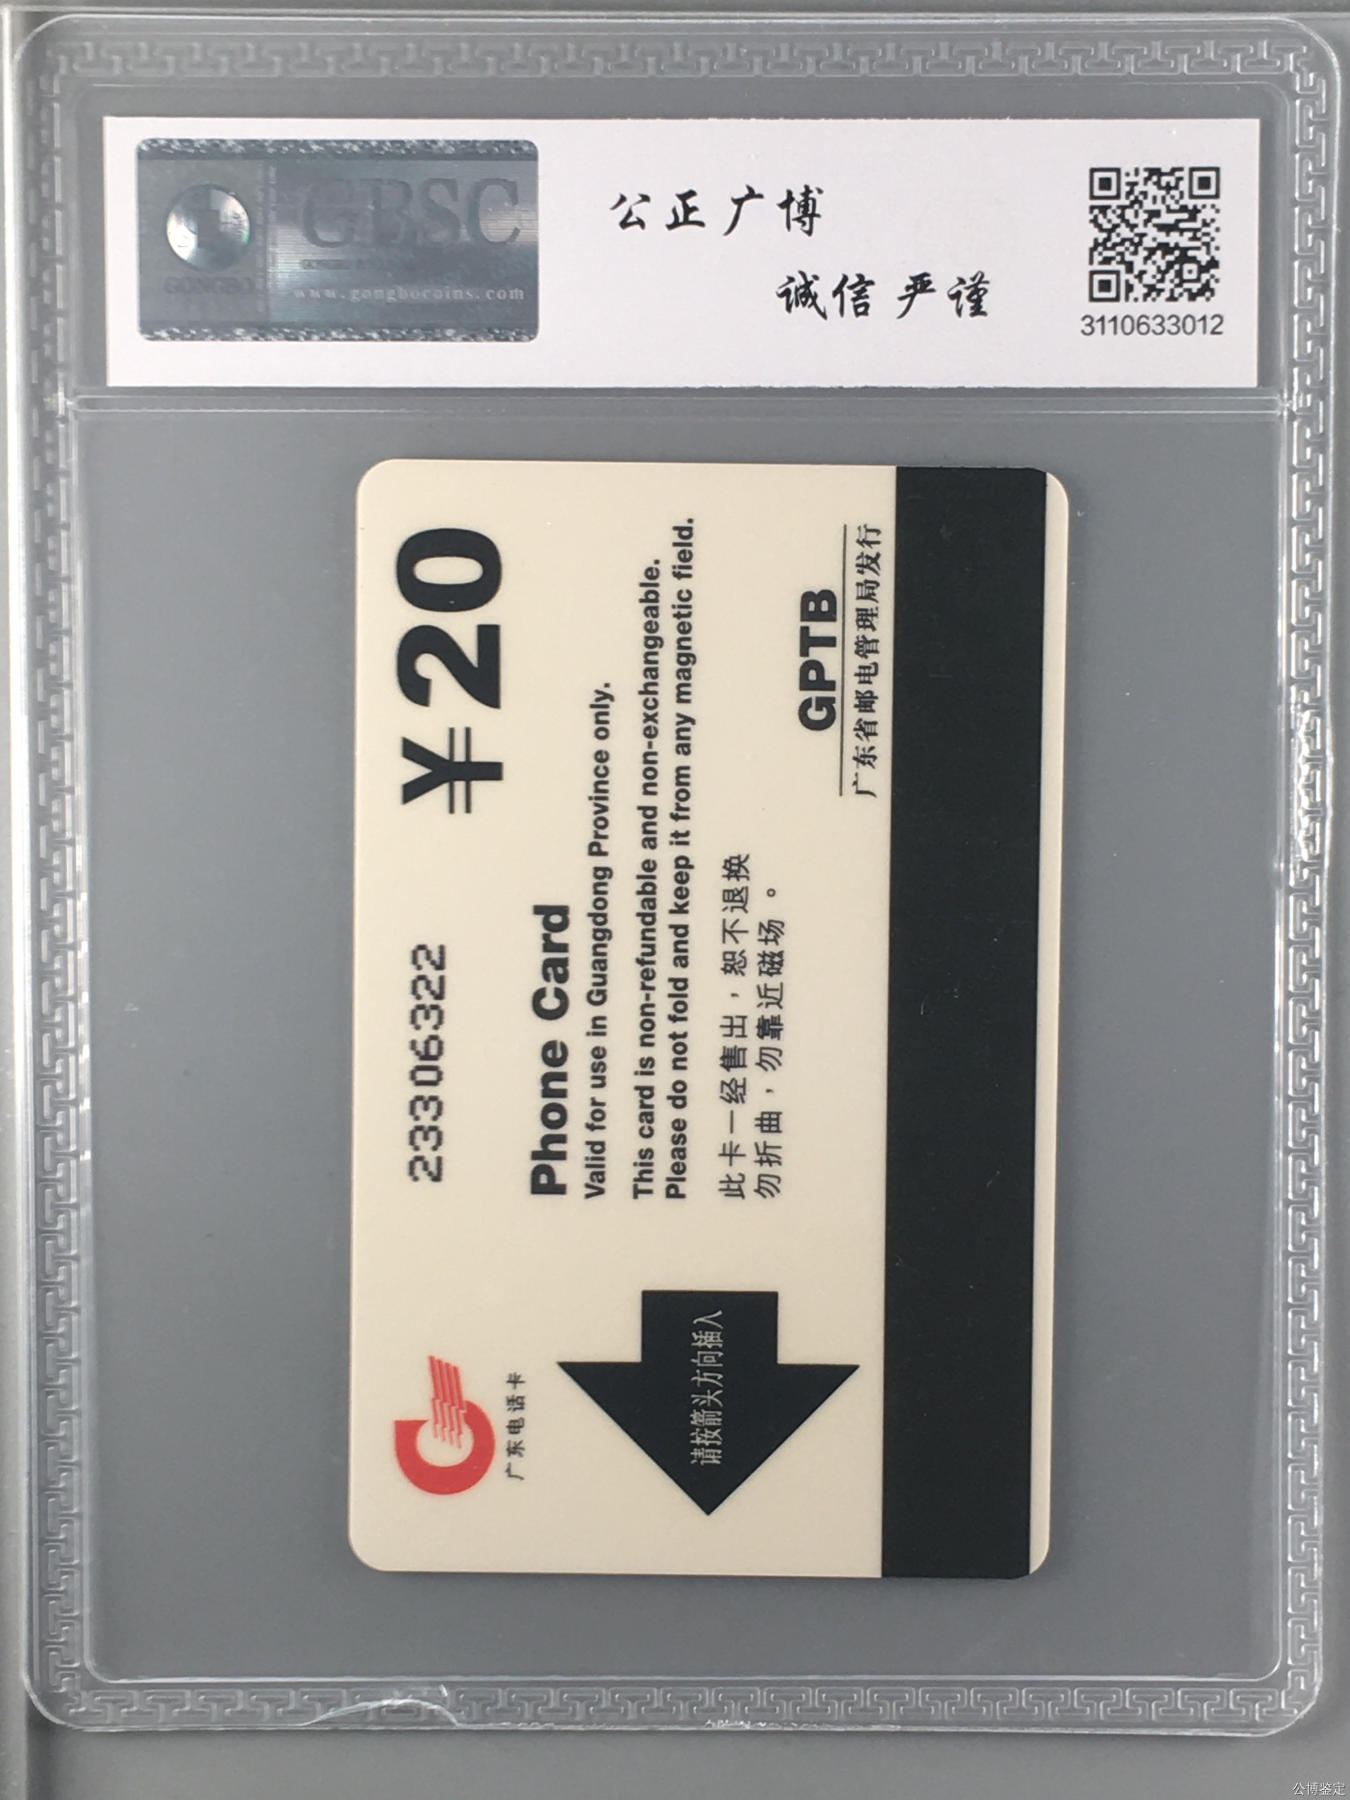 GBSC
GONGBO
www.gongbocoins.com
公正广博
诚信严谨
3110633012
¥20
2330632​2
Phone Card
Valid for use in Guangdong Province only.
This card is non-refundable and non-exchangeable.
Please do not fold and keep it from any magnetic field.
此卡一经售出，恕不退换
勿折曲，勿靠近磁场。
GPTB
广东省邮电管理局发行
广东电话卡
请按箭头方向插入
公博鉴定